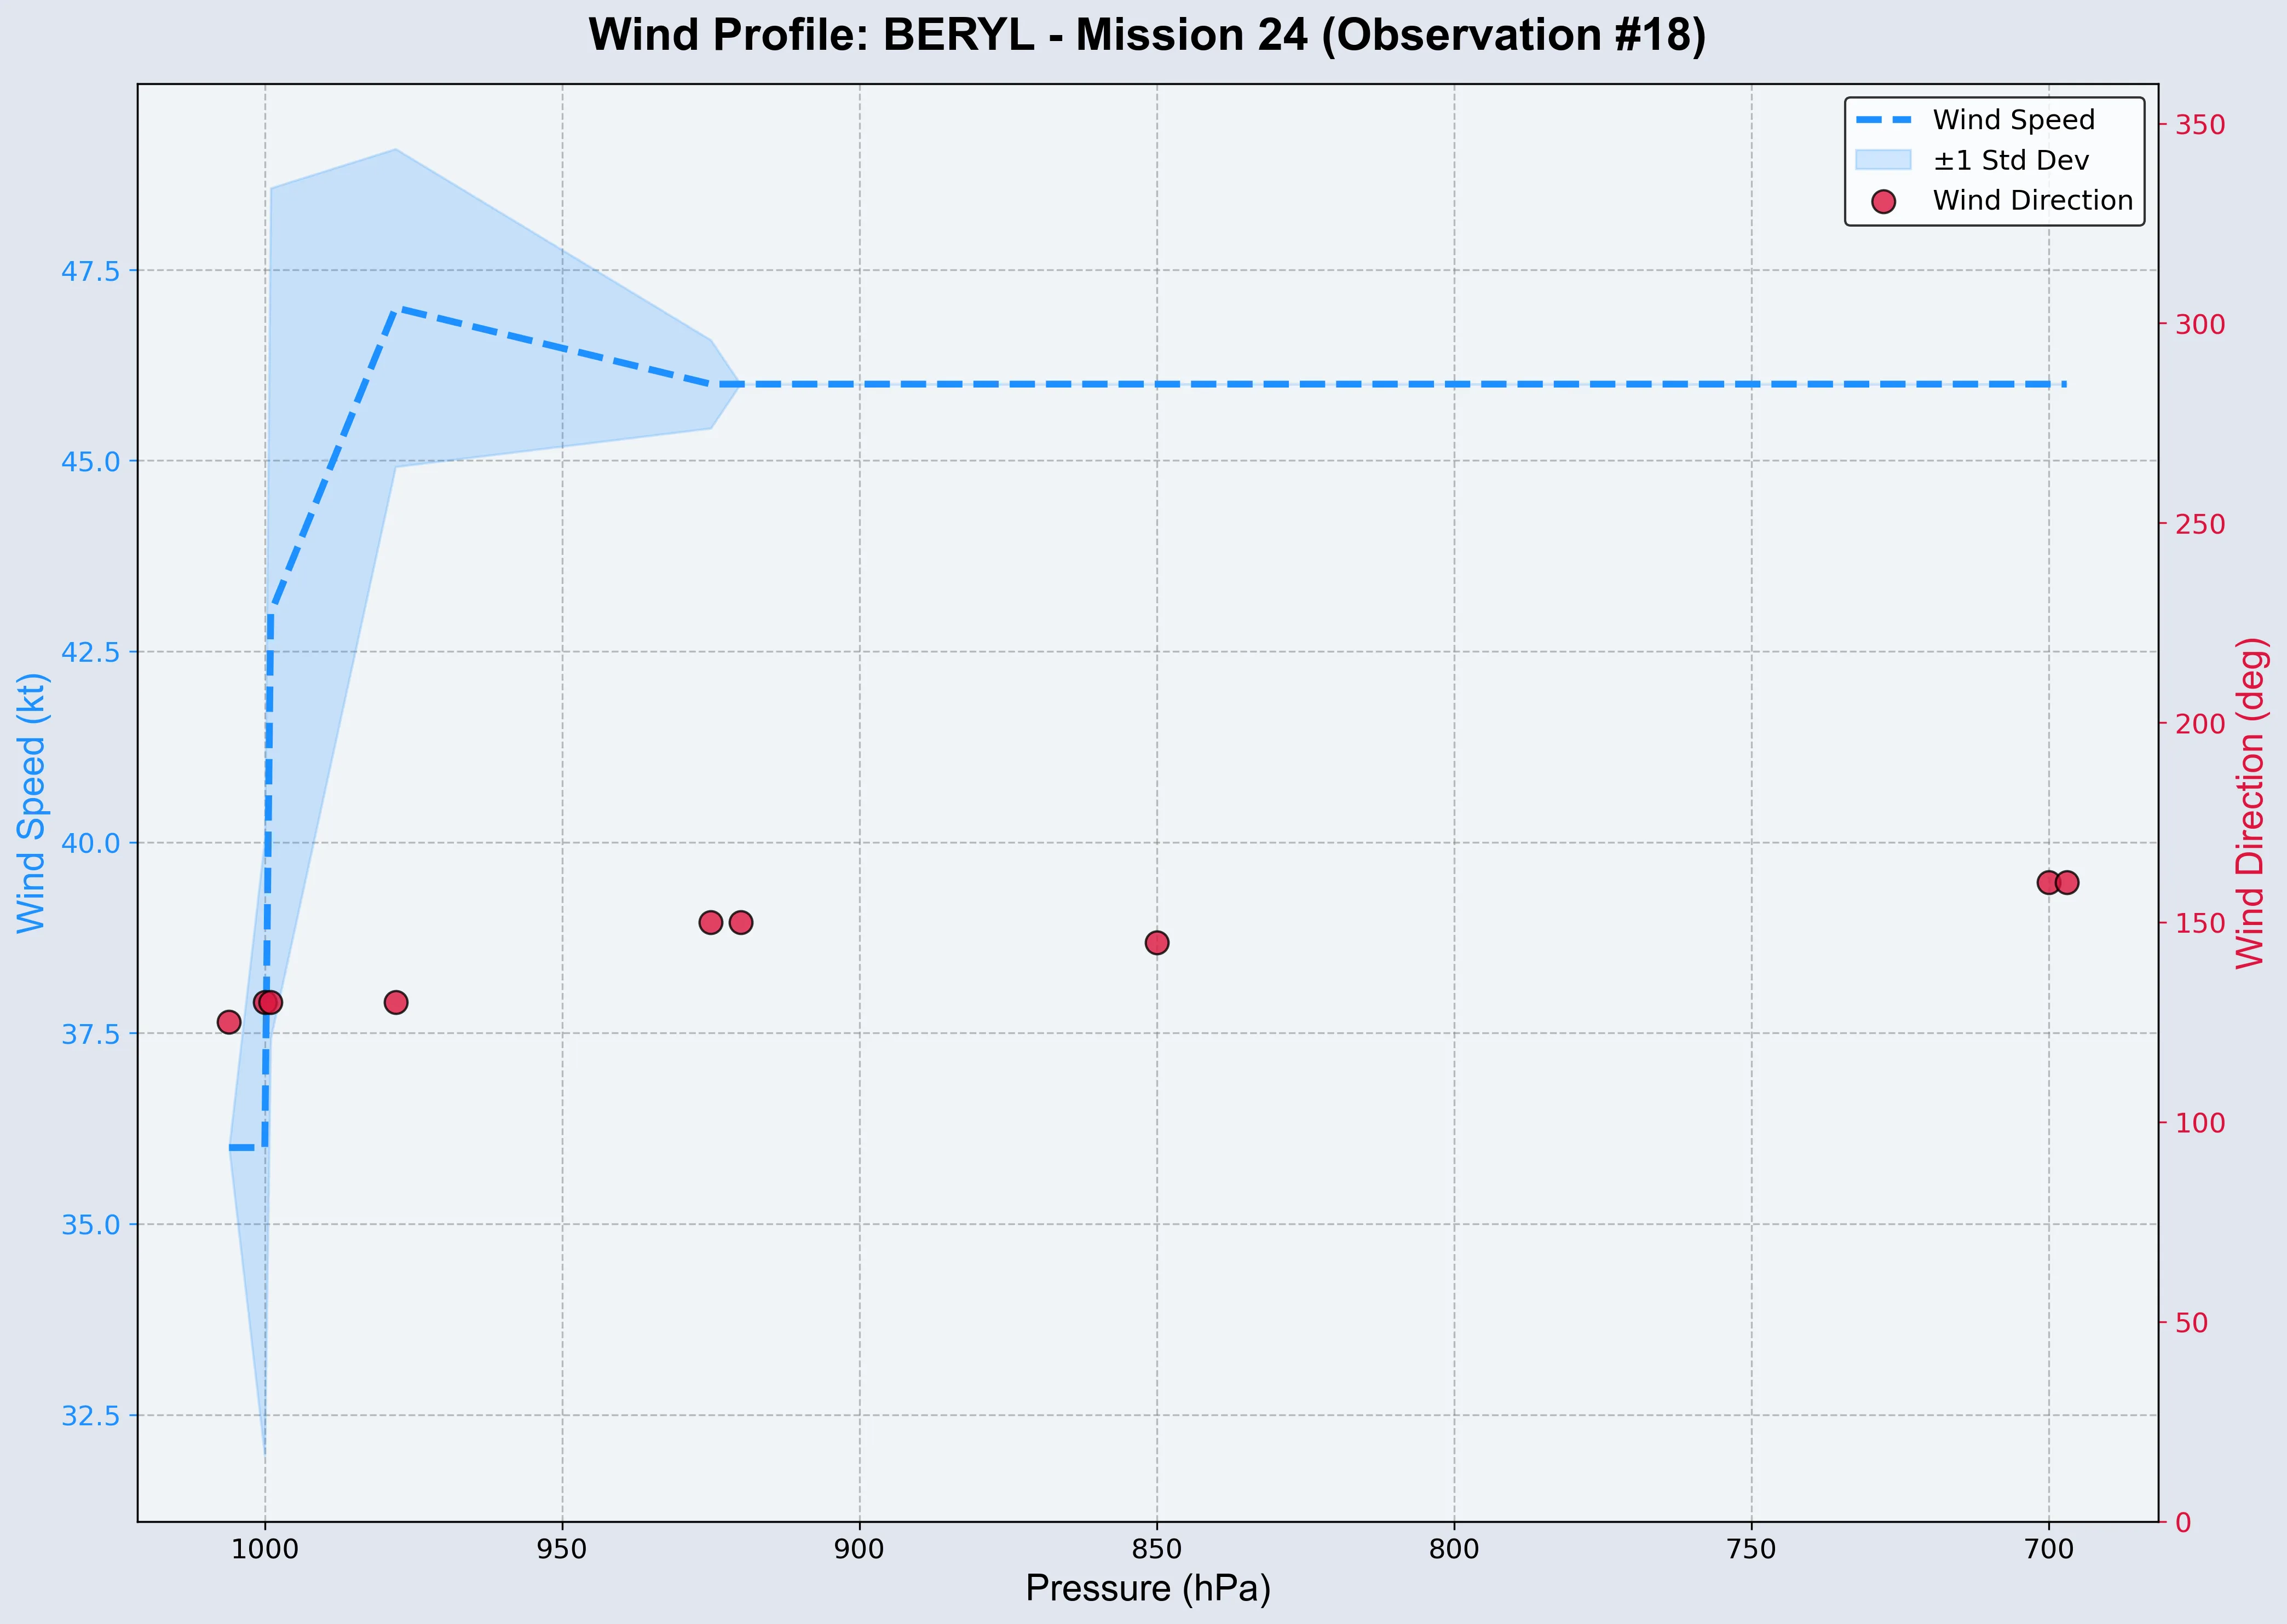 Wind Profile: BERYL - Mission 24 (Observation #18)
Wind Speed
±1 Std Dev
Wind Direction
47.5
45.0
42.5
40.0
37.5
35.0
32.5
Wind Speed (kt)
350
300
250
200
150
100
50
0
Wind Direction (deg)
1000 950 900 850 800 750 700
Pressure (hPa)